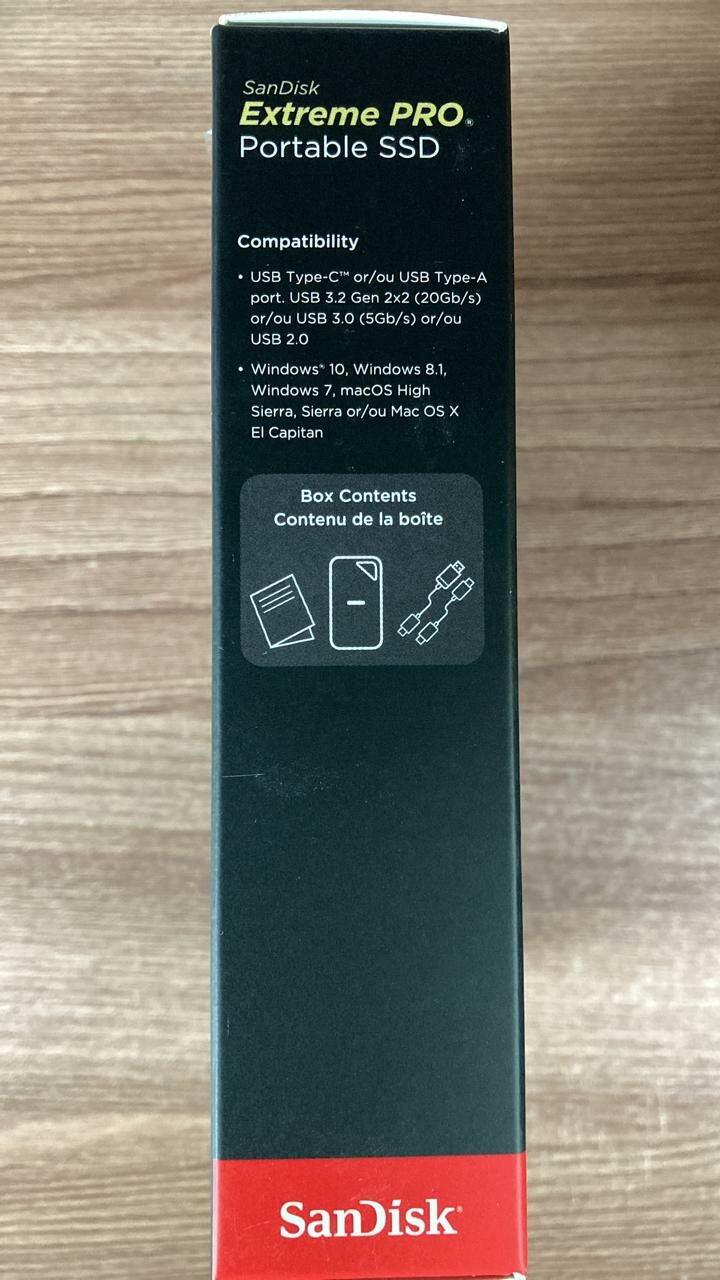 SanDisk
Extreme PRO®
Portable SSD
Compatibility
• USB Type-C™ or/ou USB Type-A
port. USB 3.2 Gen 2x2 (20Gb/s)
or/ou USB 3.0 (5Gb/s) or/ou
USB 2.0
• Windows® 10, Windows 8.1,
Windows 7, macOS High
Sierra, Sierra or/ou Mac OS X
El Capitan
Box Contents
Contenu de la boîte
SanDisk®